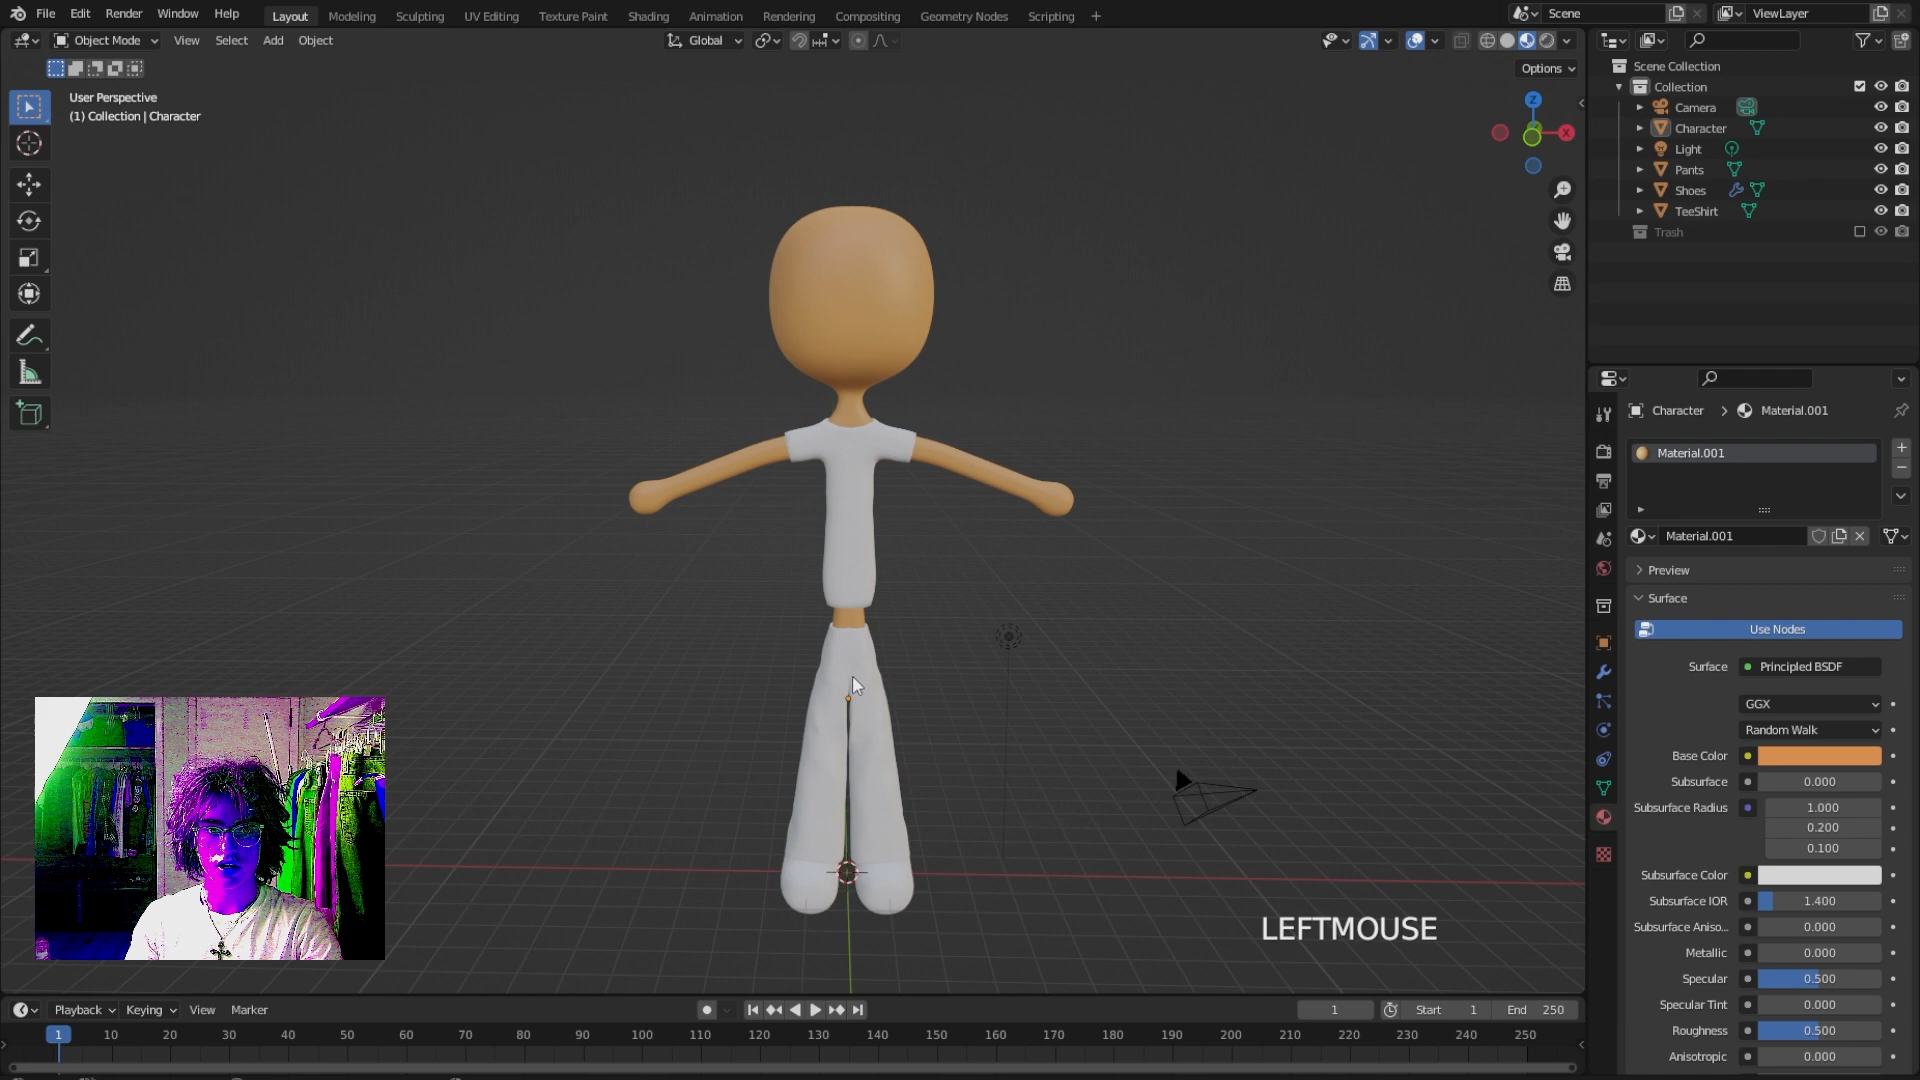 File Edit Render Window Help Layout Modeling Sculpting UV Editing Texture Paint Shading Animation Rendering Compositing Geometry Nodes Scripting + Scene ViewLayer
Object Mode View Select Add Object Global
Options
User Perspective
(1) Collection | Character
Z
X
Scene Collection
Collection
Camera
Character
Light
Pants
Shoes
TeeShirt
Trash
Character > Material.001
Material.001
Material.001
Preview
Surface
Use Nodes
Surface Principled BSDF
GGX
Random Walk
Base Color
Subsurface 0.000
Subsurface Radius 1.000
0.200
0.100
Subsurface Color
Subsurface IOR 1.400
Subsurface Aniso... 0.000
Metallic 0.000
Specular 0.500
Specular Tint 0.000
Roughness 0.500
Anisotropic 0.000
LEFTMOUSE
Playback Keying View Marker 1 Start 1 End 250
1 10 20 30 40 50 60 70 80 90 100 110 120 130 140 150 160 170 180 190 200 210 220 230 240 250